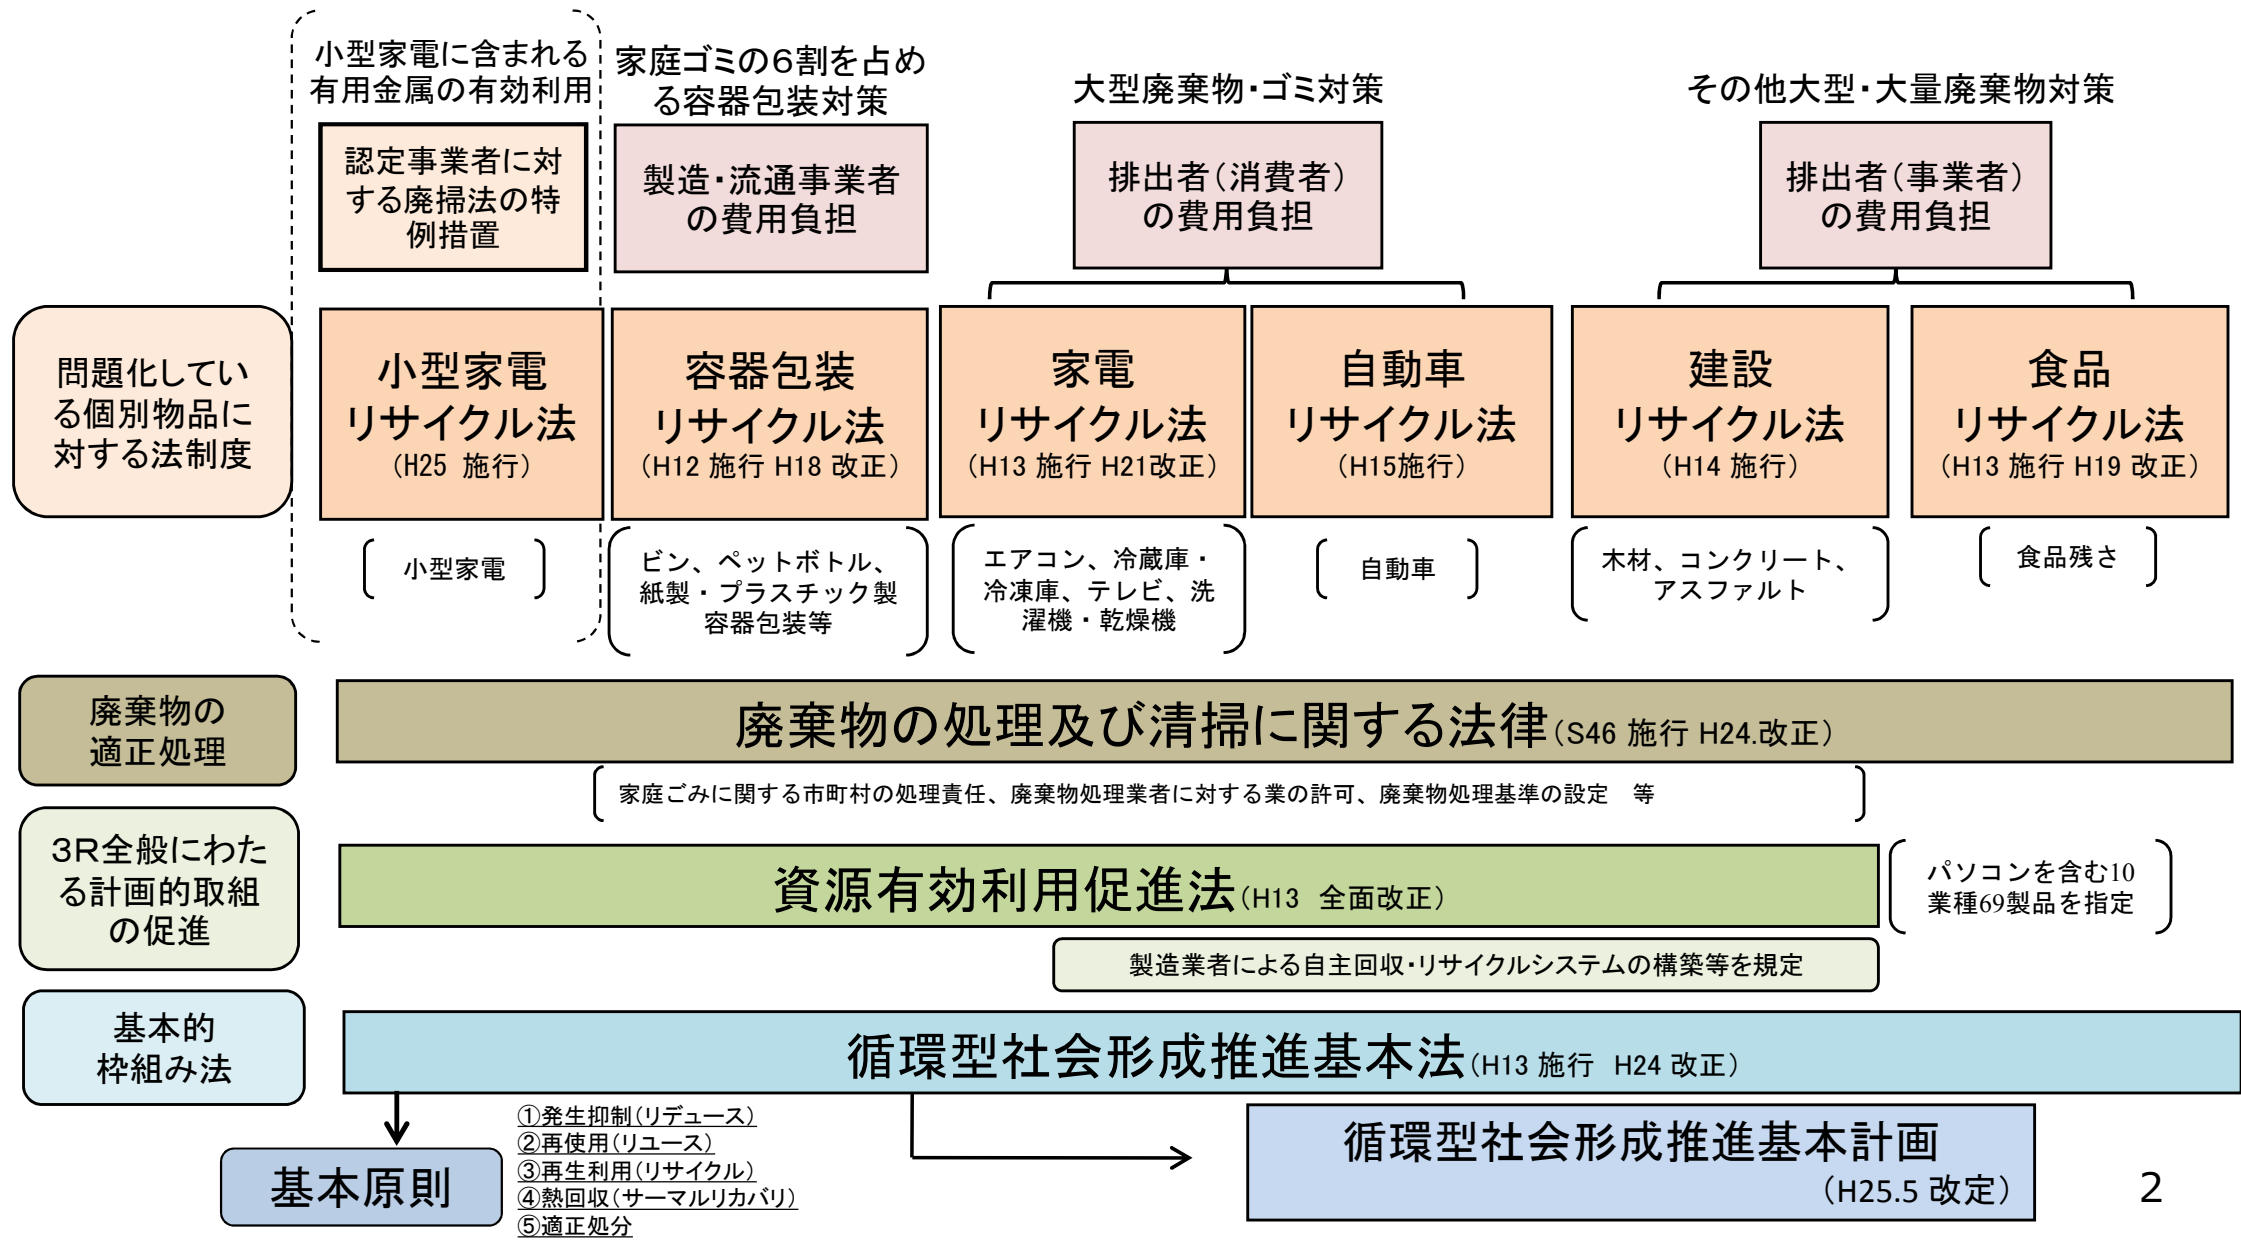 小型家電に含まれる
有用金属の有効利用
家庭ゴミの６割を占め
る容器包装対策
大型廃棄物・ゴミ対策
その他大型・大量廃棄物対策
認定事業者に対
する廃掃法の特
例措置
製造・流通事業者
の費用負担
排出者（消費者）
の費用負担
排出者（事業者）
の費用負担
問題化してい
る個別物品に
対する法制度
小型家電
リサイクル法
（H25 施行）
容器包装
リサイクル法
（H12 施行 H18 改正）
家電
リサイクル法
（H13 施行 H21改正）
自動車
リサイクル法
（H15施行）
建設
リサイクル法
（H14 施行）
食品
リサイクル法
（H13 施行 H19 改正）
小型家電
ビン、ペットボトル、
紙製・プラスチック製
容器包装等
エアコン、冷蔵庫・
冷凍庫、テレビ、洗
濯機・乾燥機
自動車
木材、コンクリート、
アスファルト
食品残さ
廃棄物の
適正処理
廃棄物の処理及び清掃に関する法律（S46 施行 H24.改正）
家庭ごみに関する市町村の処理責任、廃棄物処理業者に対する業の許可、廃棄物処理基準の設定　等
３Ｒ全般にわた
る計画的取組
の促進
資源有効利用促進法（H13 全面改正）
パソコンを含む10
業種69製品を指定
製造業者による自主回収・リサイクルシステムの構築等を規定
基本的
枠組み法
循環型社会形成推進基本法（H13 施行 H24 改正）
基本原則
①発生抑制（リデュース）
②再使用（リユース）
③再生利用（リサイクル）
④熱回収（サーマルリカバリ）
⑤適正処分
循環型社会形成推進基本計画
（H25.5 改定）
2